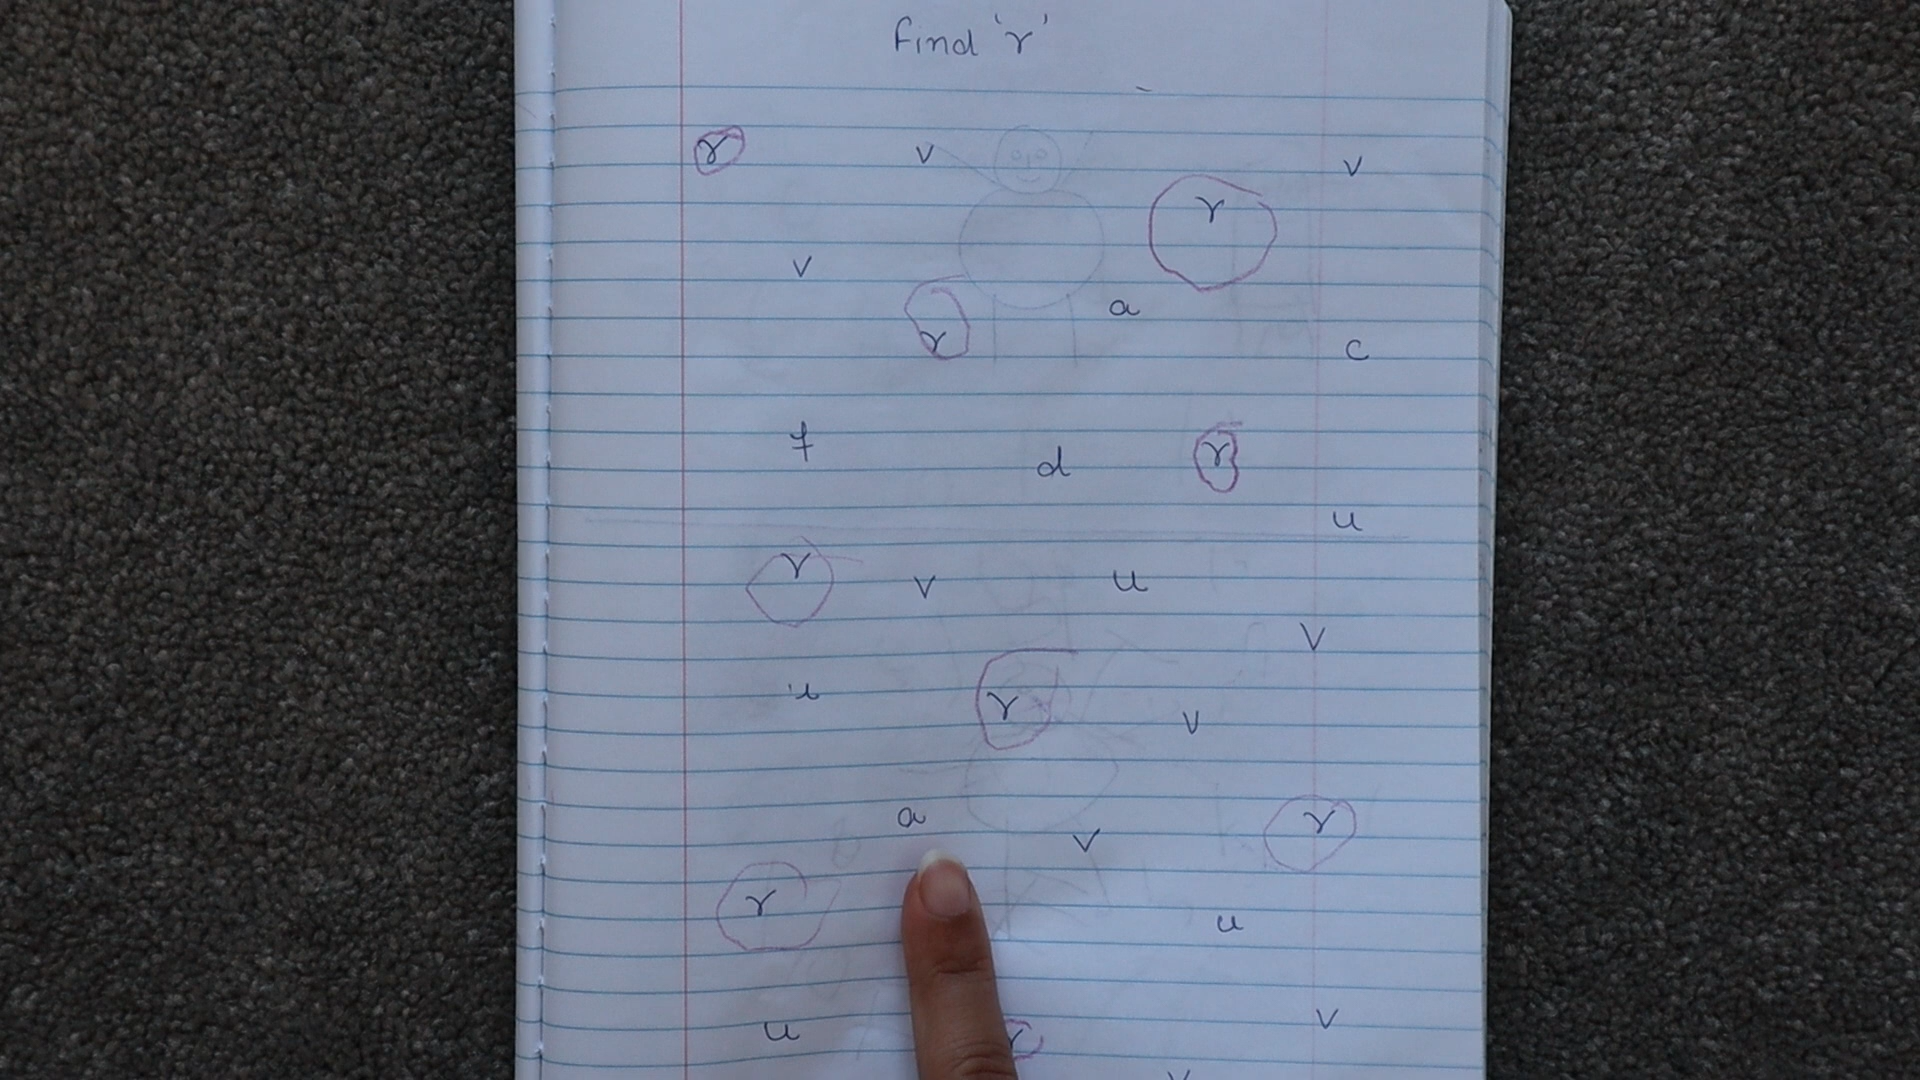 Find 'r'
r v v
r
v
r a
c
f d r
u
r v u
v
u r v
a v r
r u
u r v
v